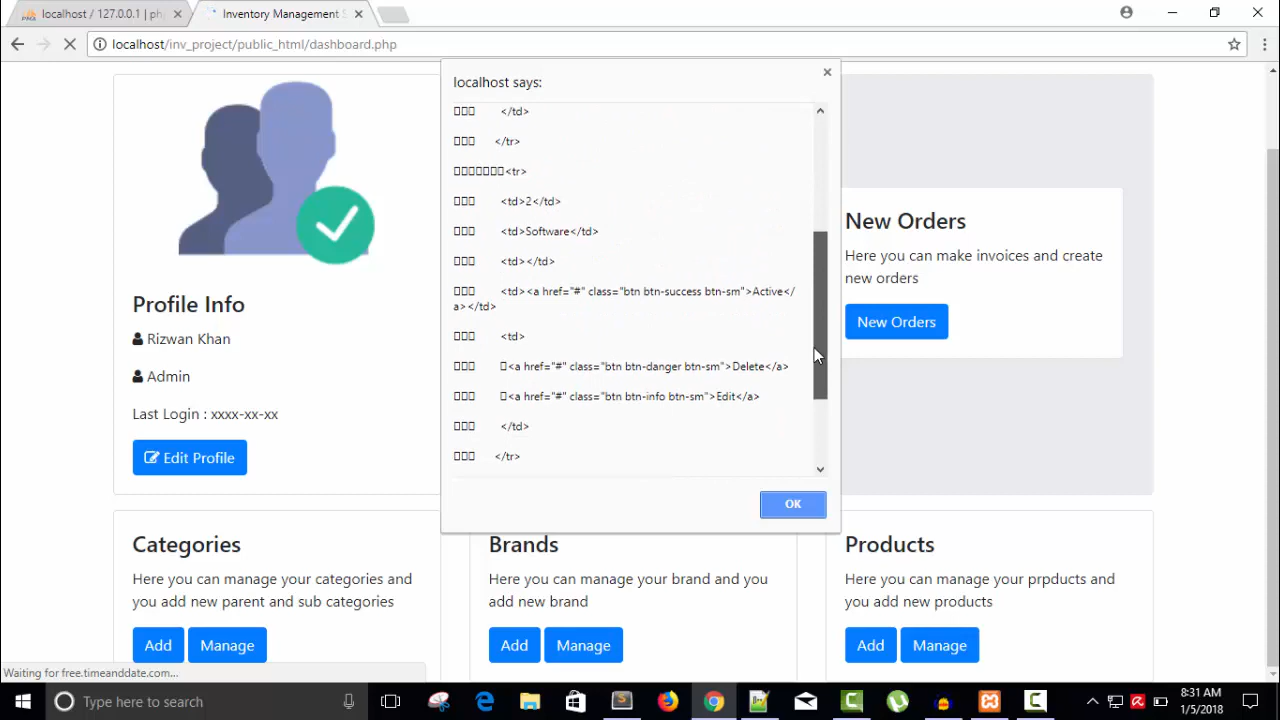 localhost / 127.0.0.1 | ph
Inventory Management S
localhost/inv_project/public_html/dashboard.php
localhost says:
</td>
</tr>
<tr>
<td>2</td>
<td>Software</td>
<td></td>
<td><a href="#" class="btn btn-success btn-sm">Active</
a></td>
<td>
<a href="#" class="btn btn-danger btn-sm">Delete</a>
<a href="#" class="btn btn-info btn-sm">Edit</a>
</td>
</tr>
OK
Profile Info
Rizwan Khan
Admin
Last Login : xxxx-xx-xx
Edit Profile
New Orders
Here you can make invoices and create
new orders
New Orders
Categories
Here you can manage your categories and
you add new parent and sub categories
Add Manage
Brands
Here you can manage your brand and you
add new brand
Add Manage
Products
Here you can manage your prpducts and
you add new products
Add Manage
Waiting for free.timeanddate.com...
Type here to search
8:31 AM
1/5/2018